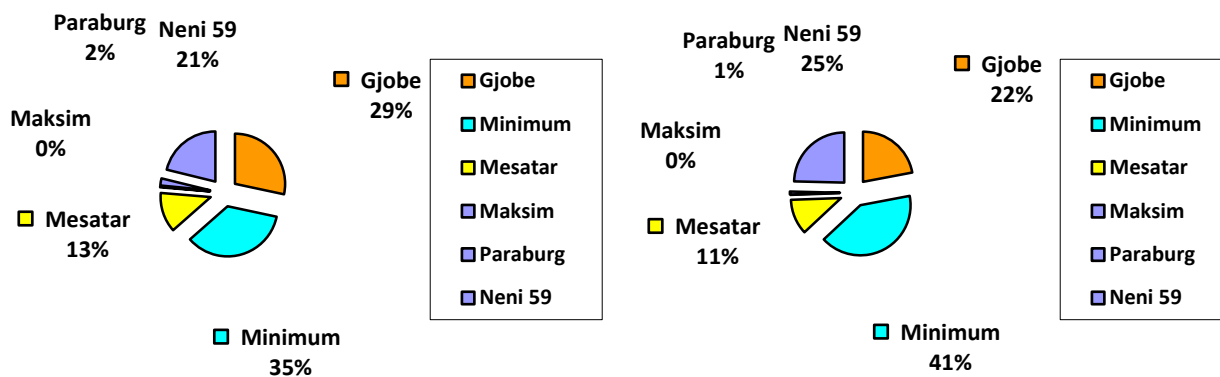 Paraburg
2%
Neni 59
21%
Gjobe
29%
Maksim
0%
Mesatar
13%
Minimum
35%
Gjobe
Minimum
Mesatar
Maksim
Paraburg
Neni 59
Paraburg
1%
Neni 59
25%
Gjobe
22%
Maksim
0%
Mesatar
11%
Minimum
41%
Gjobe
Minimum
Mesatar
Maksim
Paraburg
Neni 59